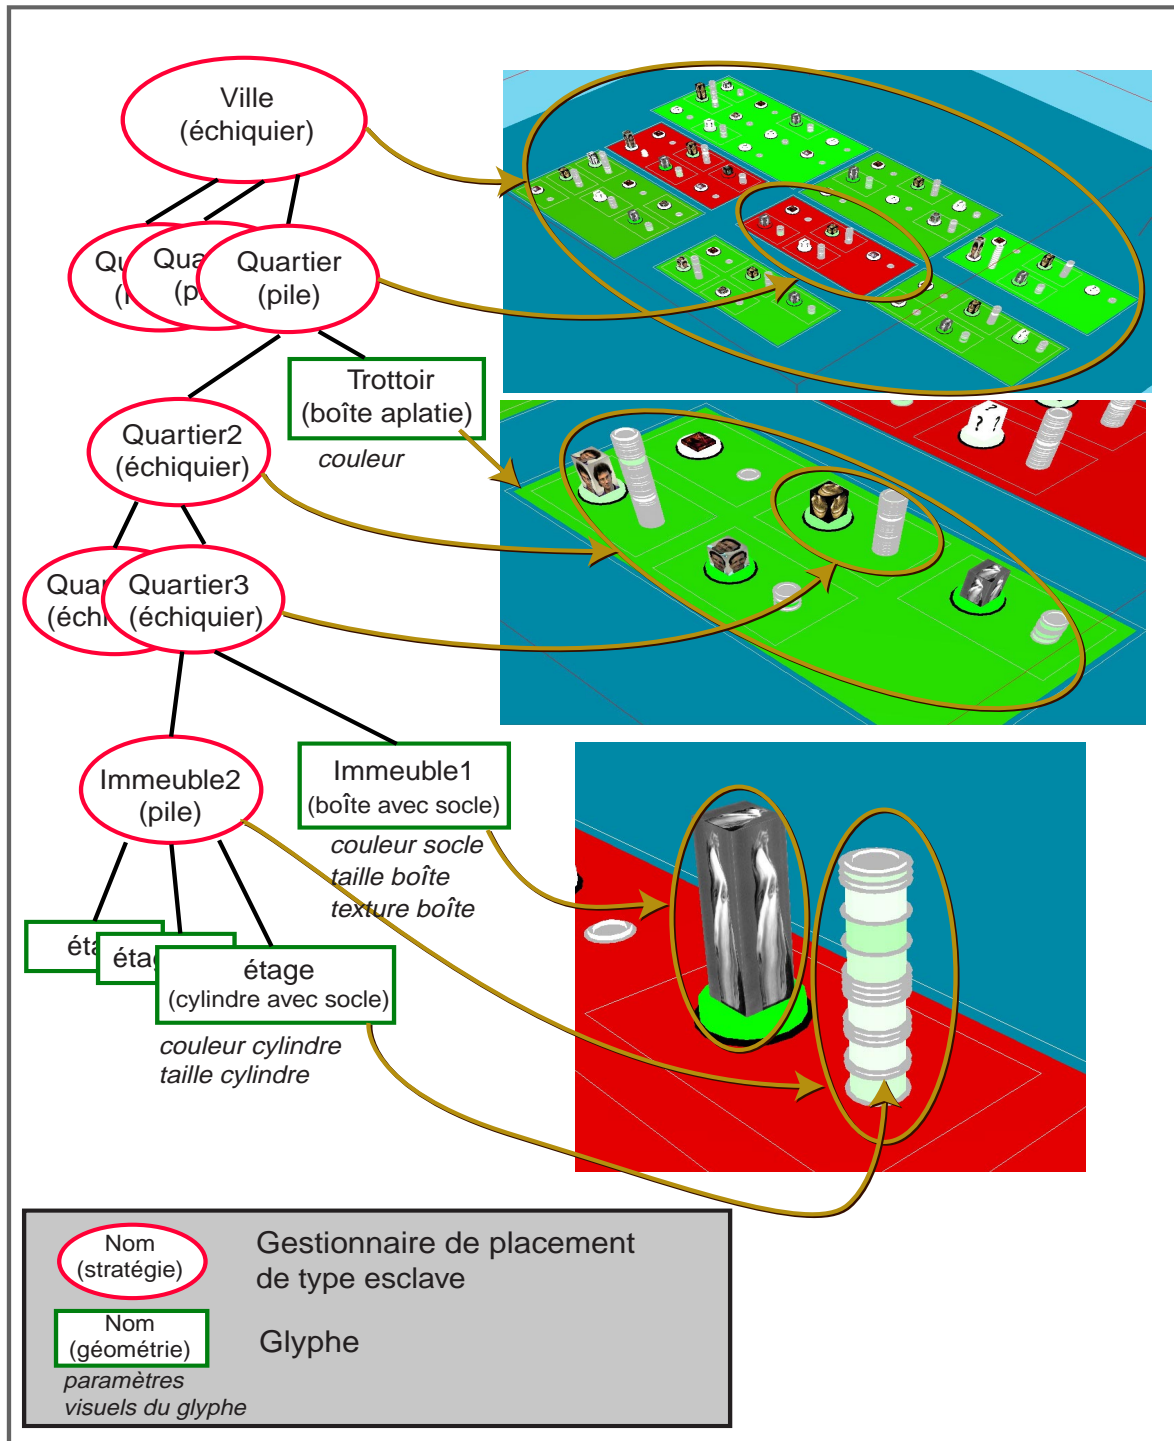 Ville
(échiquier)
Quartier
(pile)
Trottoir
(boîte aplatie)
couleur
Quartier2
(échiquier)
Quartier3
(échiquier)
Immeuble2
(pile)
Immeuble1
(boîte avec socle)
couleur socle
taille boîte
texture boîte
étage
(cylindre avec socle)
couleur cylindre
taille cylindre
Nom
(stratégie)
Gestionnaire de placement
de type esclave
Nom
(géométrie)
Glyphe
paramètres
visuels du glyphe